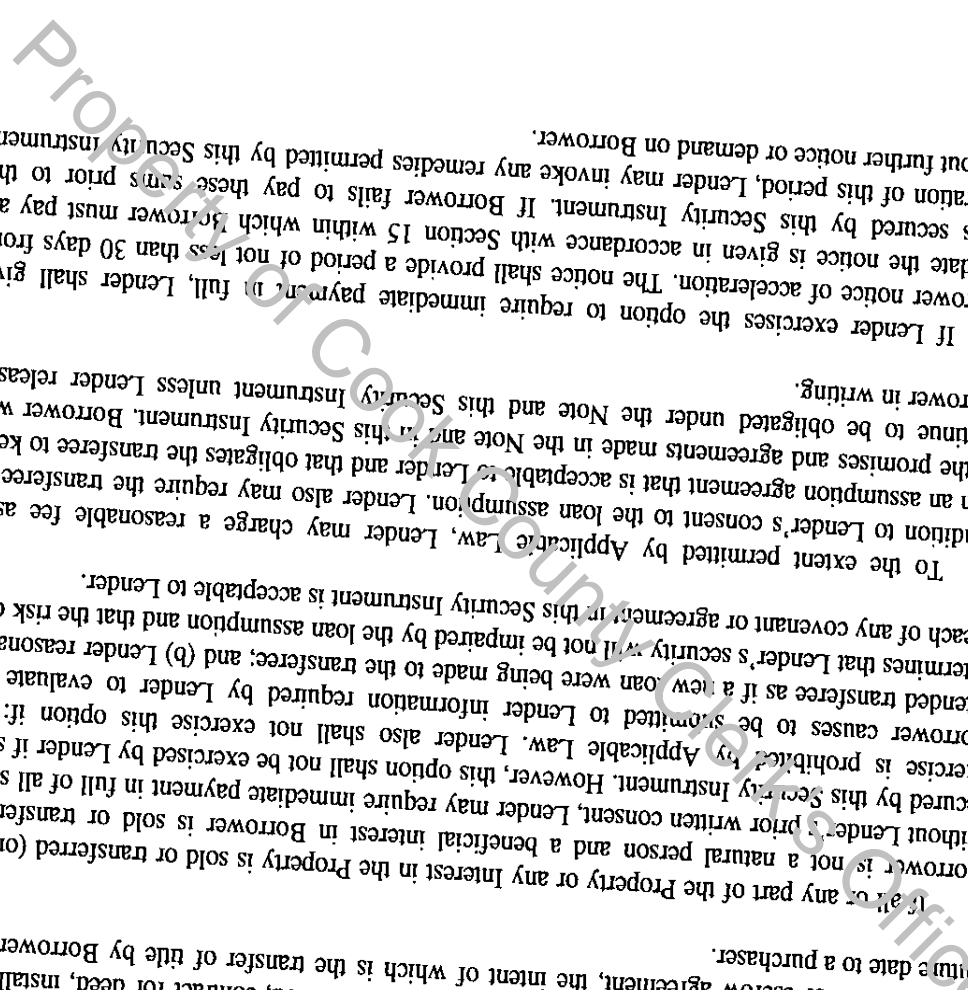 contract for deed, install
escrow agreement, the intent of which is the transfer of title by Borrower
uture date to a purchaser.
If all or any part of the Property or any Interest in the Property is sold or transferred (or
orrower is not a natural person and a beneficial interest in Borrower is sold or transfer
ithout Lender's prior written consent, Lender may require immediate payment in full of all s
cured by this Security Instrument. However, this option shall not be exercised by Lender if s
ercise is prohibited by Applicable Law. Lender also shall not exercise this option if:
orrower causes to be submitted to Lender information required by Lender to evaluate
ended transferee as if a new loan were being made to the transferee; and (b) Lender reasona
termines that Lender's security will not be impaired by the loan assumption and that the risk
each of any covenant or agreement in this Security Instrument is acceptable to Lender.
To the extent permitted by Applicable Law, Lender may charge a reasonable fee as
dition to Lender's consent to the loan assumption. Lender also may require the transferee
n an assumption agreement that is acceptable to Lender and that obligates the transferee to ke
the promises and agreements made in the Note and in this Security Instrument. Borrower w
tinue to be obligated under the Note and this Security Instrument unless Lender releas
rower in writing.
If Lender exercises the option to require immediate payment in full, Lender shall giv
rower notice of acceleration. The notice shall provide a period of not less than 30 days fro
date the notice is given in accordance with Section 15 within which Borrower must pay a
s secured by this Security Instrument. If Borrower fails to pay these sums prior to th
ration of this period, Lender may invoke any remedies permitted by this Security Instrumen
out further notice or demand on Borrower.
Property of Cook County Clerk's Offic